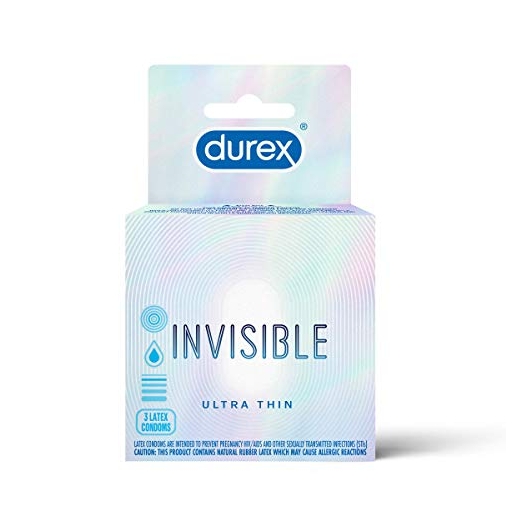 durex®
INVISIBLE
ULTRA THIN
3 LATEX
CONDOMS
LATEX CONDOMS ARE INTENDED TO PREVENT PREGNANCY HIV/AIDS AND OTHER SEXUALLY TRANSMITTED INFECTIONS (STIs)
CAUTION: THIS PRODUCT CONTAINS NATURAL RUBBER LATEX WHICH MAY CAUSE ALLERGIC REACTIONS